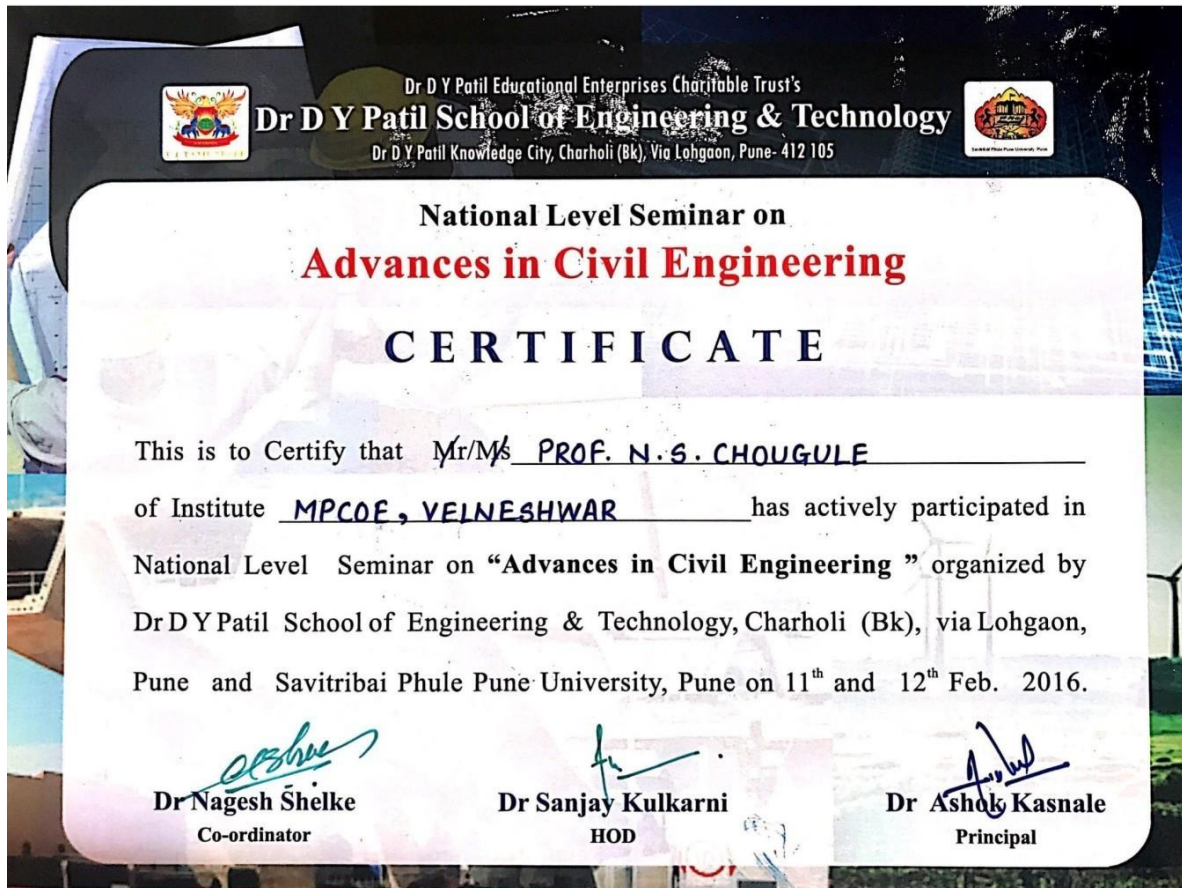 Dr D Y Patil Educational Enterprises Charitable Trust's
Dr D Y Patil School of Engineering & Technology
Dr D Y Patil Knowledge City, Charholi (Bk), Via Lohgaon, Pune- 412 105
Savitribai Phule Pune University, Pune
National Level Seminar on
Advances in Civil Engineering
CERTIFICATE
This is to Certify that Mr/Ms PROF. N. S. CHOUGULE
of Institute MPCOE, VELNESHWAR has actively participated in
National Level Seminar on “Advances in Civil Engineering ” organized by
Dr D Y Patil School of Engineering & Technology, Charholi (Bk), via Lohgaon,
Pune and Savitribai Phule Pune University, Pune on 11th and 12th Feb. 2016.
Dr Nagesh Shelke Dr Sanjay Kulkarni Dr Ashok Kasnale
Co-ordinator HOD Principal